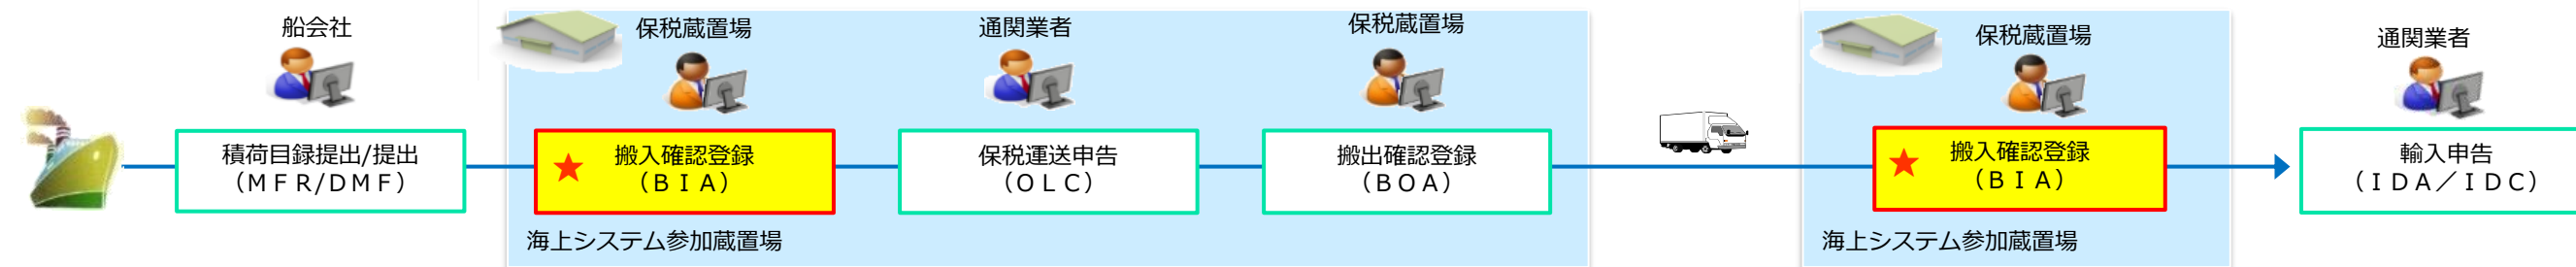 船会社
積荷目録提出/提出
（ＭＦＲ/DＭＦ）
保税蔵置場
★ 搬入確認登録
（ＢＩＡ）
通関業者
保税運送申告
（ＯＬＣ）
保税蔵置場
搬出確認登録
（ＢＯＡ）
海上システム参加蔵置場
保税蔵置場
★ 搬入確認登録
（ＢＩＡ）
海上システム参加蔵置場
通関業者
輸入申告
（ＩＤＡ／ＩＤＣ）